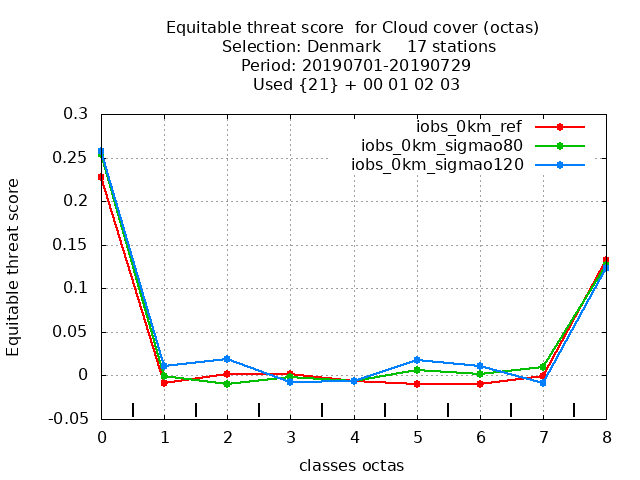 Equitable threat score  for Cloud cover (octas)
Selection: Denmark     17 stations
Period: 20190701-20190729
Used {21} + 00 01 02 03
iobs_0km_ref
iobs_0km_sigmao80
iobs_0km_sigmao120
Equitable threat score
0.3
0.25
0.2
0.15
0.1
0.05
0
-0.05
0 1 2 3 4 5 6 7 8
classes octas